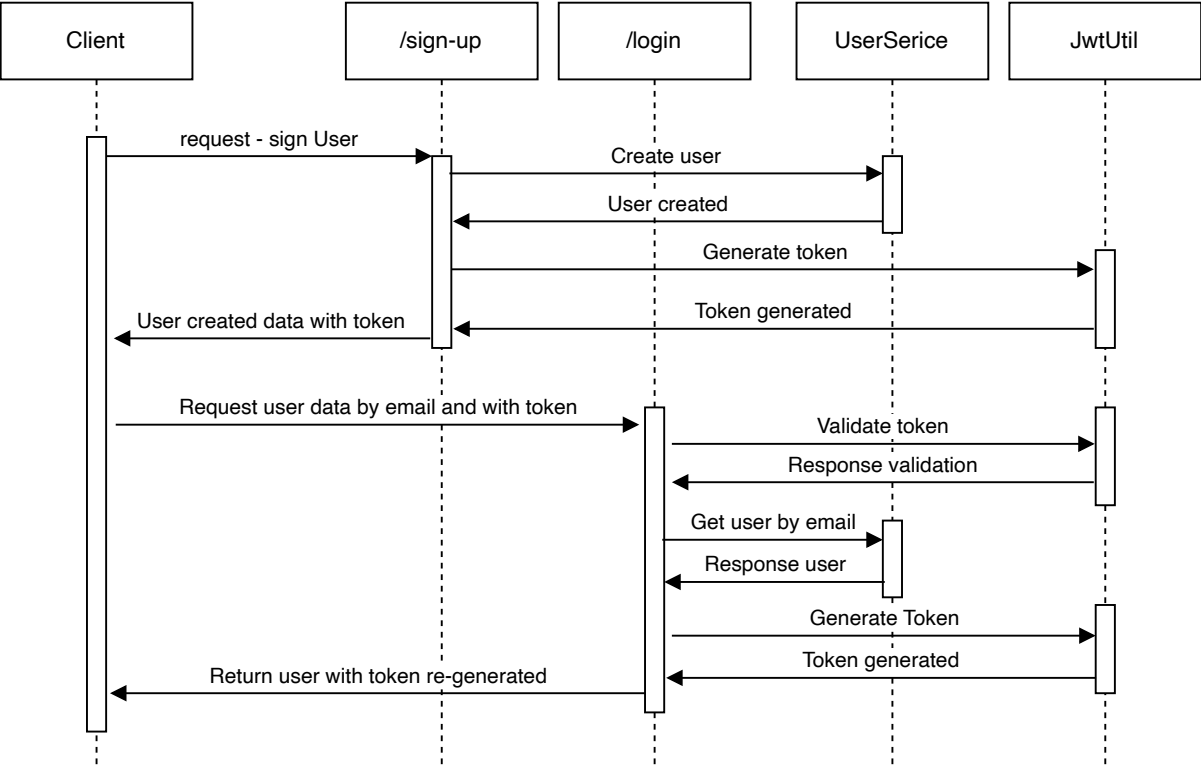 Client
/sign-up
/login
UserSerice
JwtUtil
request - sign User
Create user
User created
Generate token
Token generated
User created data with token
Request user data by email and with token
Validate token
Response validation
Get user by email
Response user
Generate Token
Token generated
Return user with token re-generated